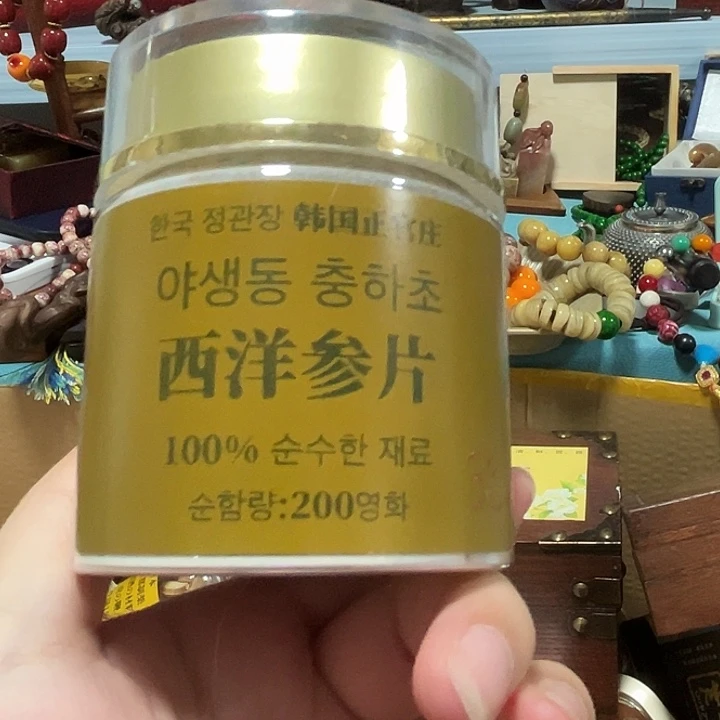 한국 정관장 韩国正官庄
야생동 충하초
西洋参片
100% 순수한 재료
순함량:200영화